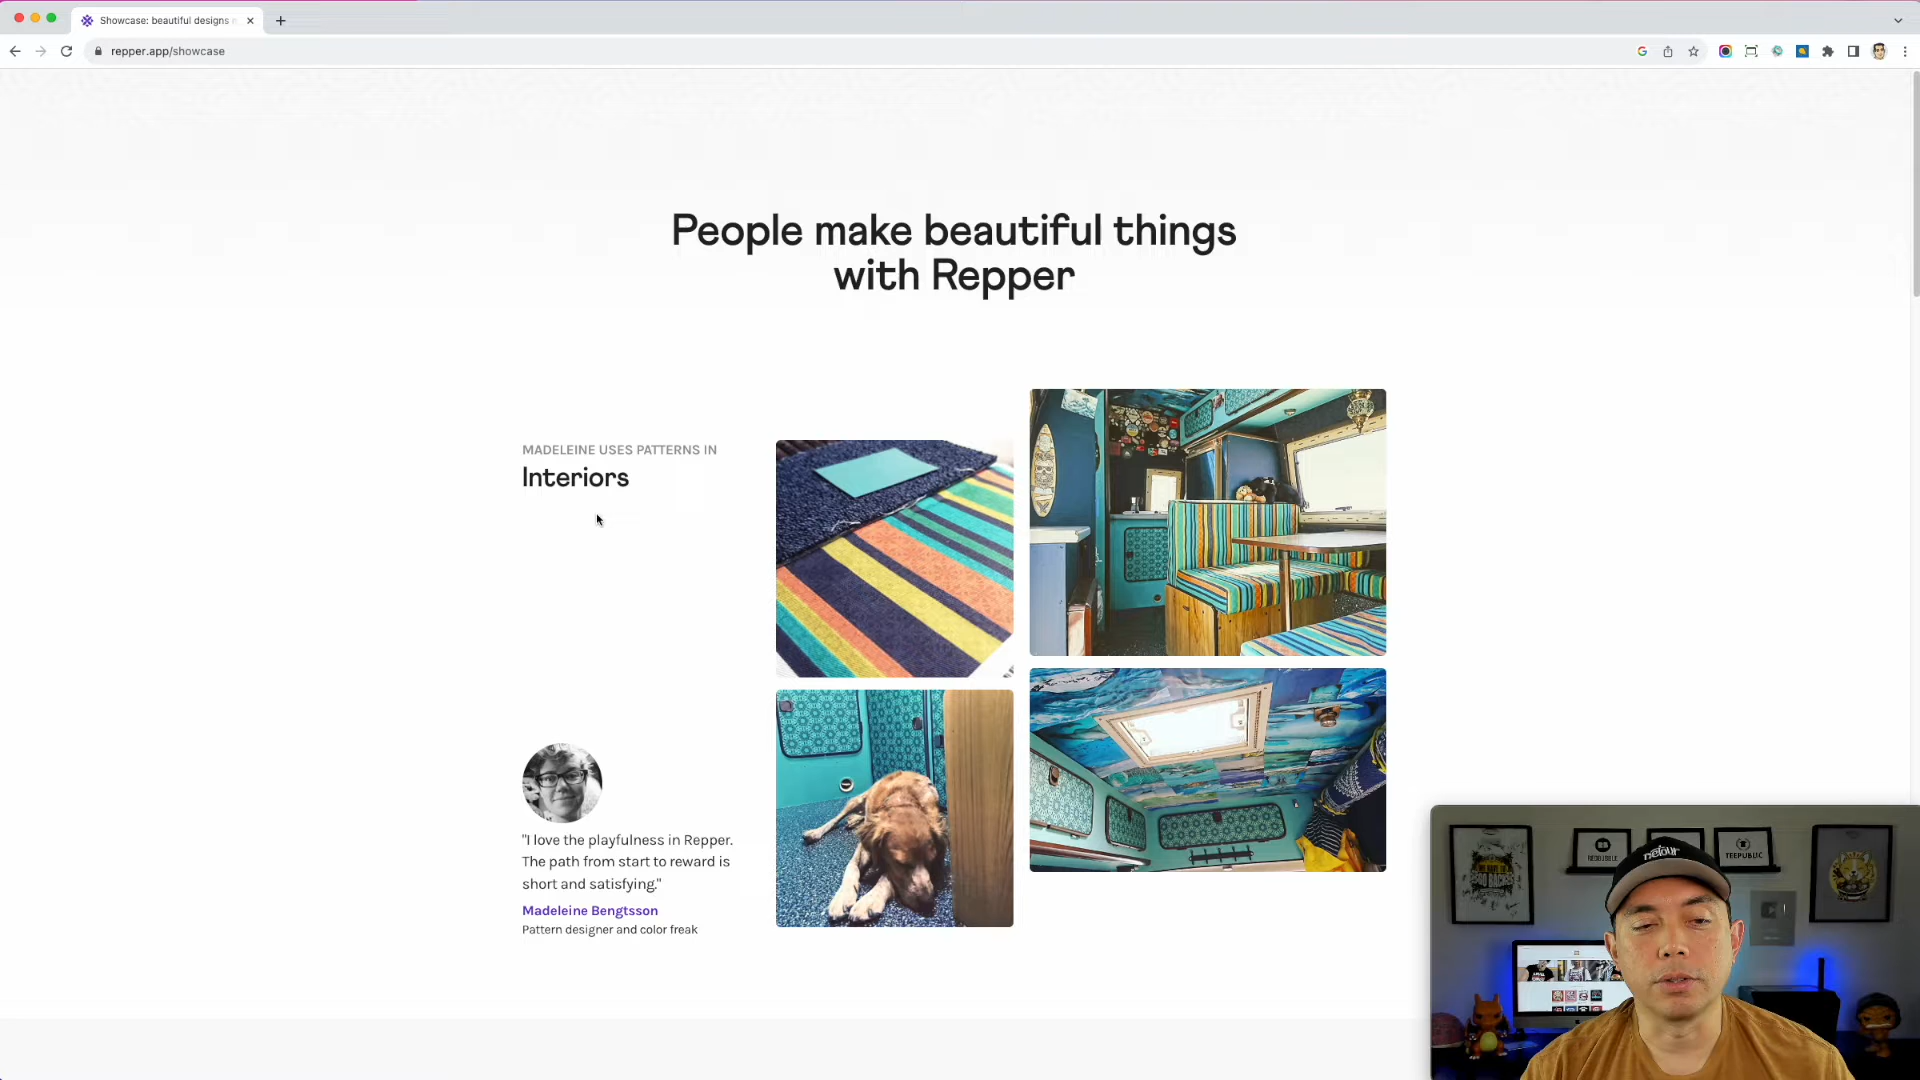 Showcase: beautiful designs
repper.app/showcase
People make beautiful things
with Repper
MADELEINE USES PATTERNS IN
Interiors
"I love the playfulness in Repper.
The path from start to reward is
short and satisfying."
Madeleine Bengtsson
Pattern designer and color freak
TEEPUBLIC